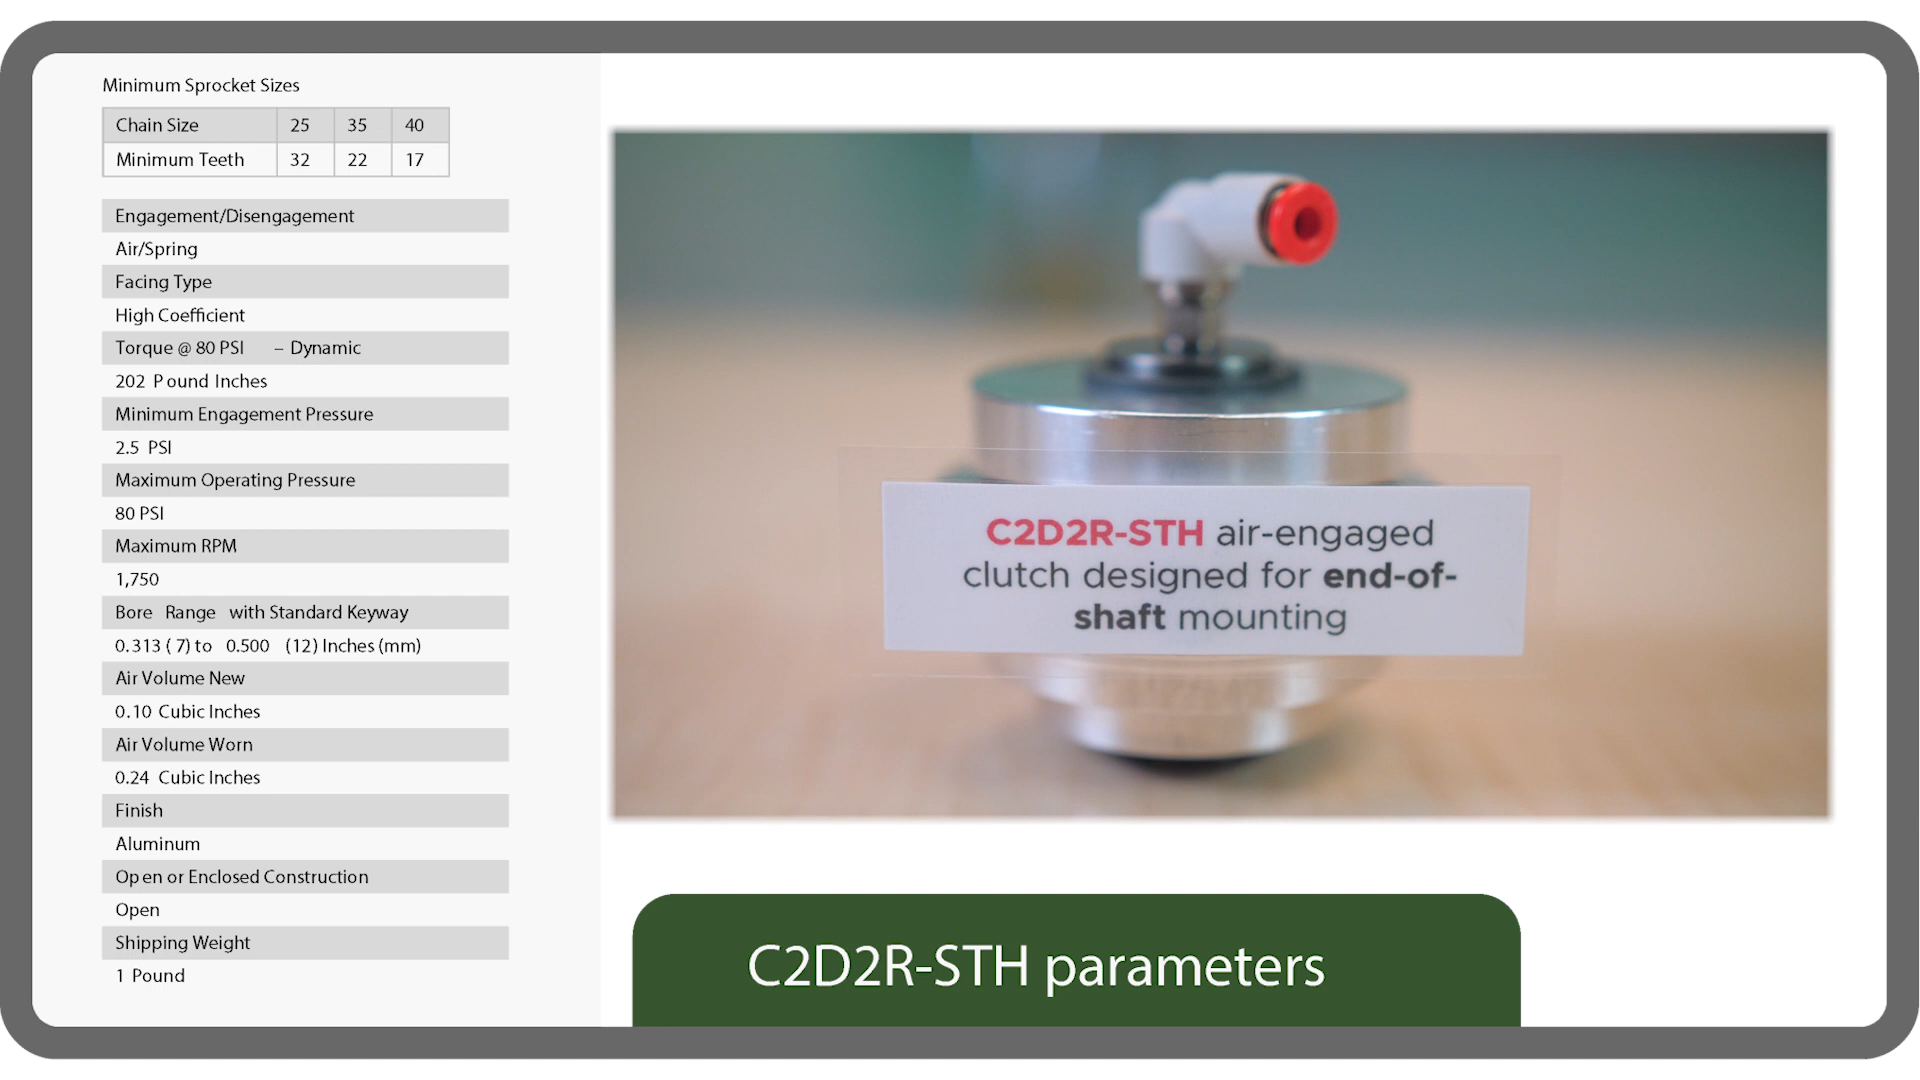 Minimum Sprocket Sizes
Chain Size 25 35 40
Minimum Teeth 32 22 17
Engagement/Disengagement
Air/Spring
Facing Type
High Coefficient
Torque @ 80 PSI – Dynamic
202 Pound Inches
Minimum Engagement Pressure
2.5 PSI
Maximum Operating Pressure
80 PSI
Maximum RPM
1,750
Bore Range with Standard Keyway
0.313 (7) to 0.500 (12) Inches (mm)
Air Volume New
0.10 Cubic Inches
Air Volume Worn
0.24 Cubic Inches
Finish
Aluminum
Open or Enclosed Construction
Open
Shipping Weight
1 Pound
C2D2R-STH air-engaged
clutch designed for end-of-
shaft mounting
C2D2R-STH parameters